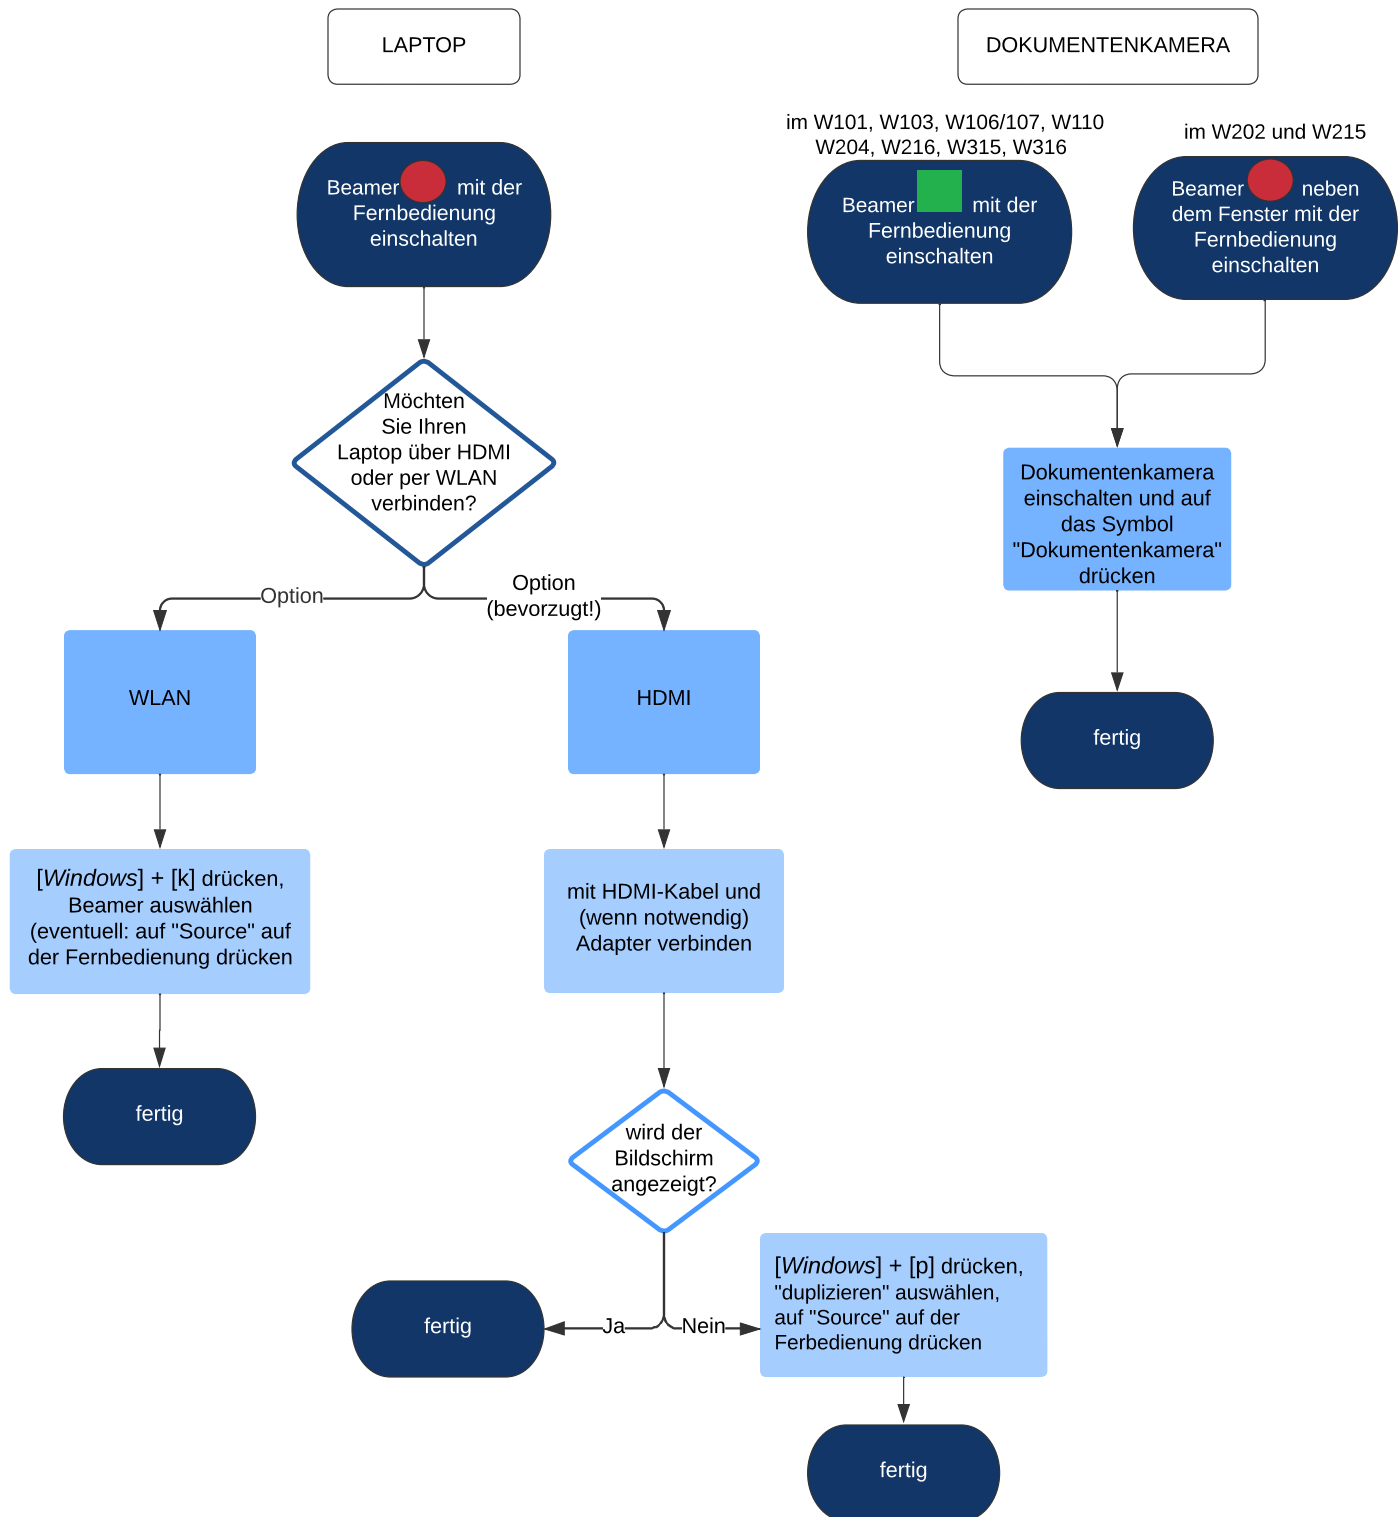 LAPTOP
Beamer mit der
Fernbedienung
einschalten
Möchten
Sie Ihren
Laptop über HDMI
oder per WLAN
verbinden?
Option
Option
(bevorzugt!)
WLAN
HDMI
[Windows] + [k] drücken,
Beamer auswählen
(eventuell: auf "Source" auf
der Fernbedienung drücken
mit HDMI-Kabel und
(wenn notwendig)
Adapter verbinden
fertig
wird der
Bildschirm
angezeigt?
Ja
Nein
fertig
[Windows] + [p] drücken,
"duplizieren" auswählen,
auf "Source" auf der
Ferbedienung drücken
fertig
DOKUMENTENKAMERA
im W101, W103, W106/107, W110
W204, W216, W315, W316
Beamer mit der
Fernbedienung
einschalten
im W202 und W215
Beamer neben
dem Fenster mit der
Fernbedienung
einschalten
Dokumentenkamera
einschalten und auf
das Symbol
"Dokumentenkamera"
drücken
fertig